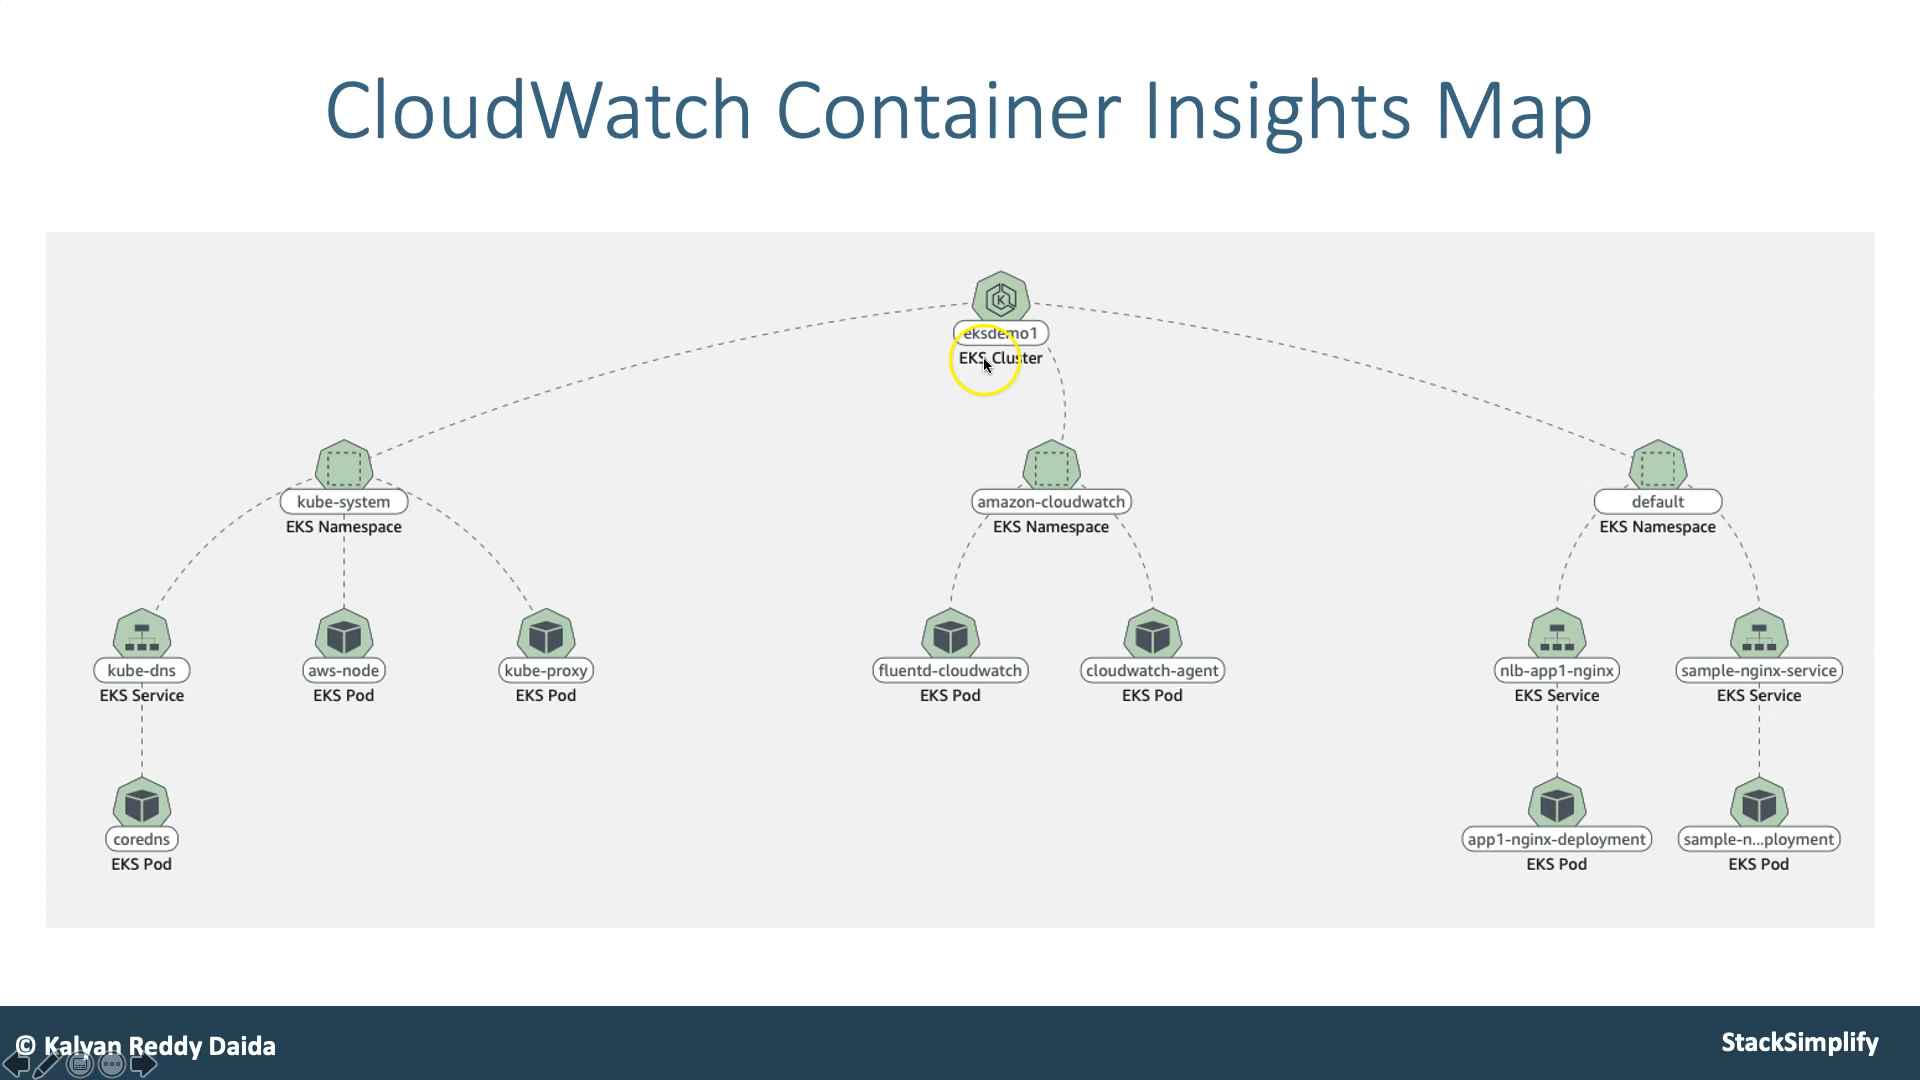 CloudWatch Container Insights Map
eksdemo1
EKS Cluster
kube-system
EKS Namespace
amazon-cloudwatch
EKS Namespace
default
EKS Namespace
kube-dns
EKS Service
aws-node
EKS Pod
kube-proxy
EKS Pod
fluentd-cloudwatch
EKS Pod
cloudwatch-agent
EKS Pod
nlb-app1-nginx
EKS Service
sample-nginx-service
EKS Service
coredns
EKS Pod
app1-nginx-deployment
EKS Pod
sample-n...ployment
EKS Pod
© Kalyan Reddy Daida
StackSimplify